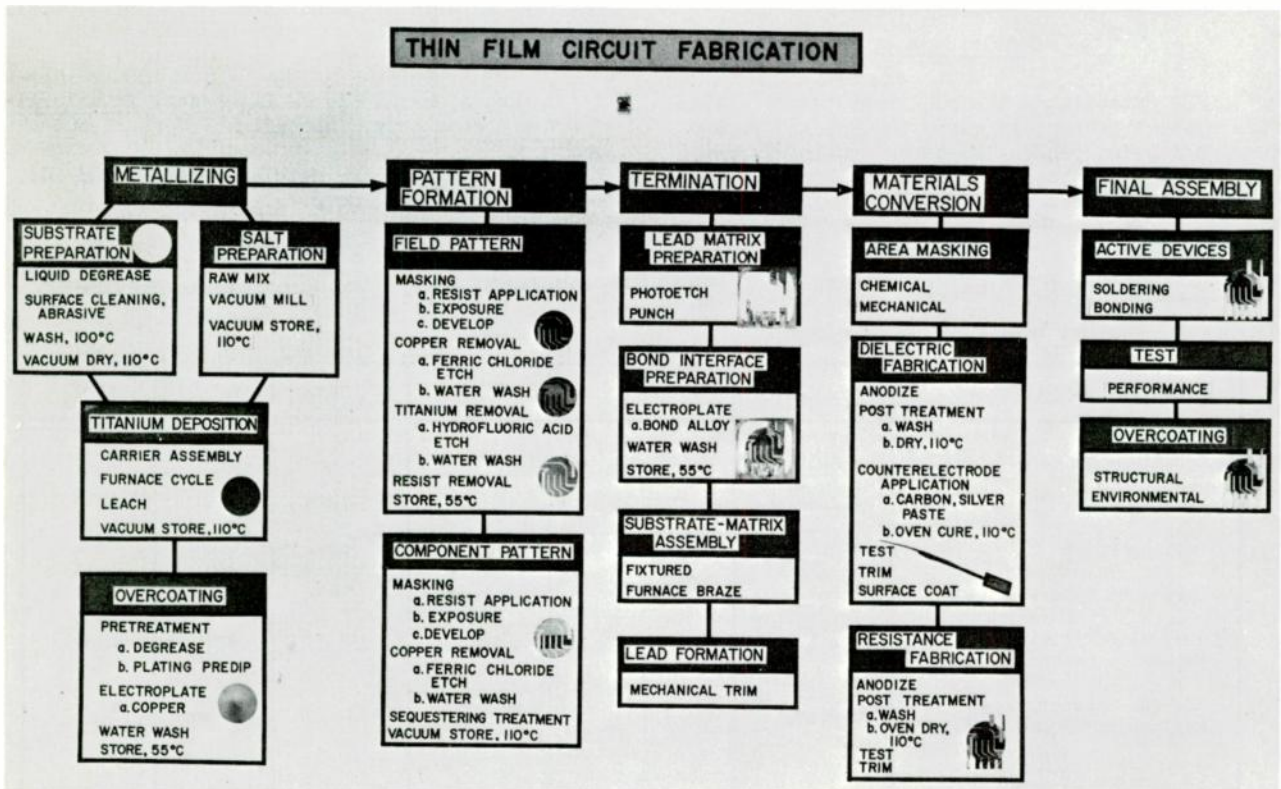 THIN FILM CIRCUIT FABRICATION
METALLIZING
SUBSTRATE
PREPARATION
LIQUID DEGREASE
SURFACE CLEANING,
ABRASIVE
WASH, 100°C
VACUUM DRY, 110°C
SALT
PREPARATION
RAW MIX
VACUUM MILL
VACUUM STORE,
110°C
TITANIUM DEPOSITION
CARRIER ASSEMBLY
FURNACE CYCLE
LEACH
VACUUM STORE, 110°C
OVERCOATING
PRETREATMENT
a. DEGREASE
b. PLATING PREDIP
ELECTROPLATE
a. COPPER
WATER WASH
STORE, 55°C
PATTERN
FORMATION
FIELD PATTERN
MASKING
a. RESIST APPLICATION
b. EXPOSURE
c. DEVELOP
COPPER REMOVAL
a. FERRIC CHLORIDE
ETCH
b. WATER WASH
TITANIUM REMOVAL
a. HYDROFLUORIC ACID
ETCH
b. WATER WASH
RESIST REMOVAL
STORE, 55°C
COMPONENT PATTERN
MASKING
a. RESIST APPLICATION
b. EXPOSURE
c. DEVELOP
COPPER REMOVAL
a. FERRIC CHLORIDE
ETCH
b. WATER WASH
SEQUESTERING TREATMENT
VACUUM STORE, 110°C
TERMINATION
LEAD MATRIX
PREPARATION
PHOTOETCH
PUNCH
BOND INTERFACE
PREPARATION
ELECTROPLATE
a. BOND ALLOY
WATER WASH
STORE, 55°C
SUBSTRATE-MATRIX
ASSEMBLY
FIXTURED
FURNACE BRAZE
LEAD FORMATION
MECHANICAL TRIM
MATERIALS
CONVERSION
AREA MASKING
CHEMICAL
MECHANICAL
DIELECTRIC
FABRICATION
ANODIZE
POST TREATMENT
a. WASH
b. DRY, 110°C
COUNTERELECTRODE
APPLICATION
a. CARBON, SILVER
PASTE
b. OVEN CURE, 110°C
TEST
TRIM
SURFACE COAT
RESISTANCE
FABRICATION
ANODIZE
POST TREATMENT
a. WASH
b. OVEN DRY,
110°C
TEST
TRIM
FINAL ASSEMBLY
ACTIVE DEVICES
SOLDERING
BONDING
TEST
PERFORMANCE
OVERCOATING
STRUCTURAL
ENVIRONMENTAL